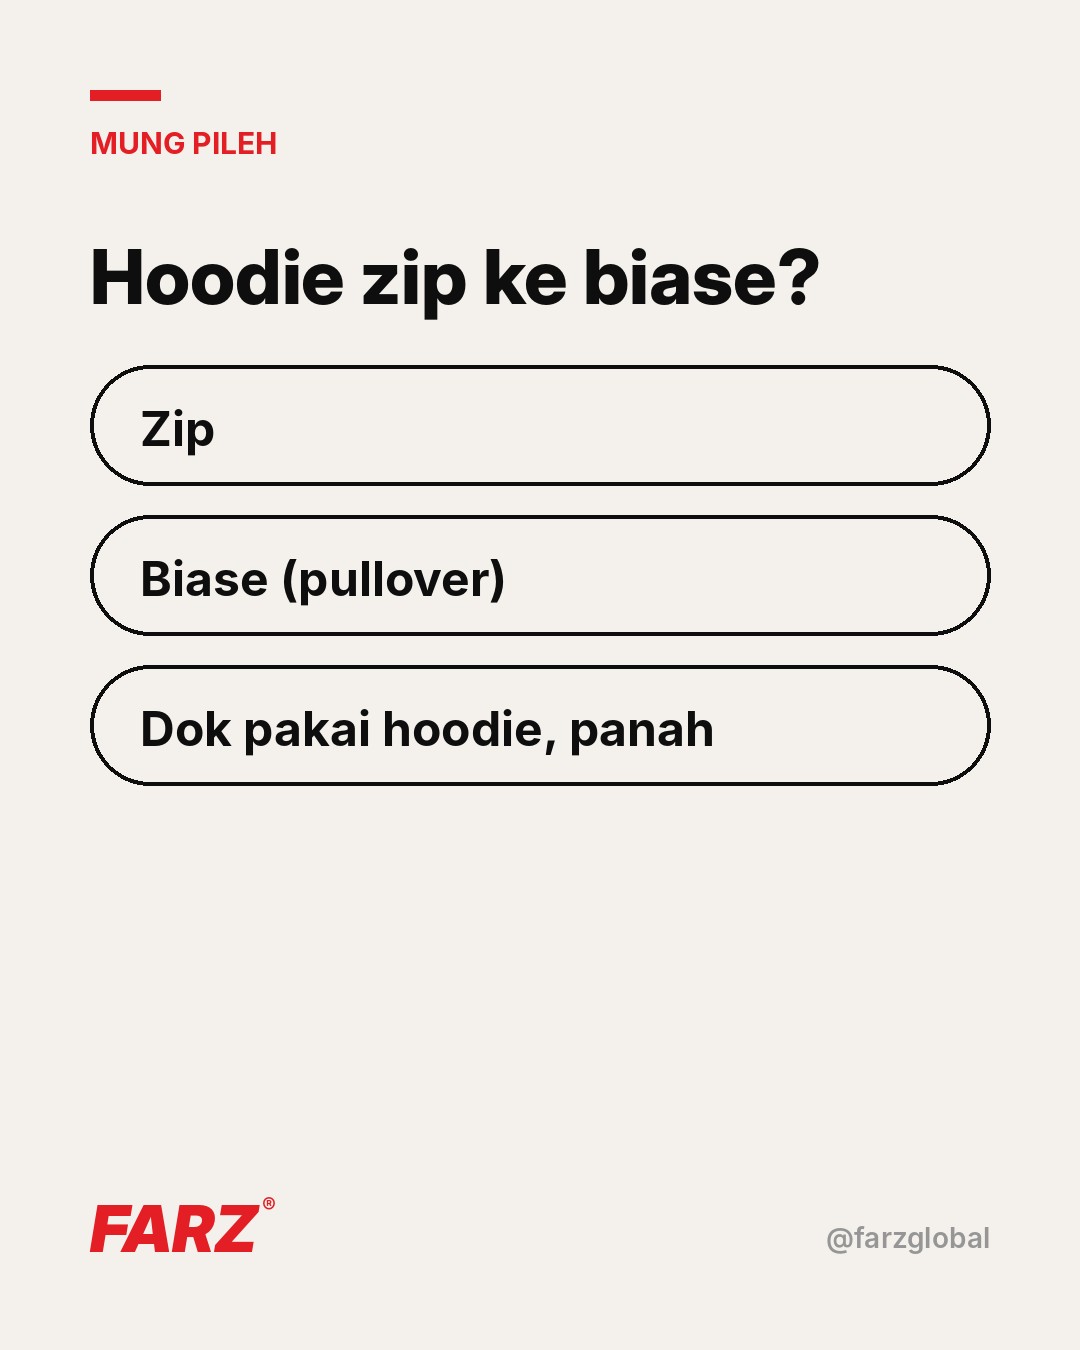 MUNG PILEH
Hoodie zip ke biase?
Zip
Biase (pullover)
Dok pakai hoodie, panah
FARZ®
@farzglobal